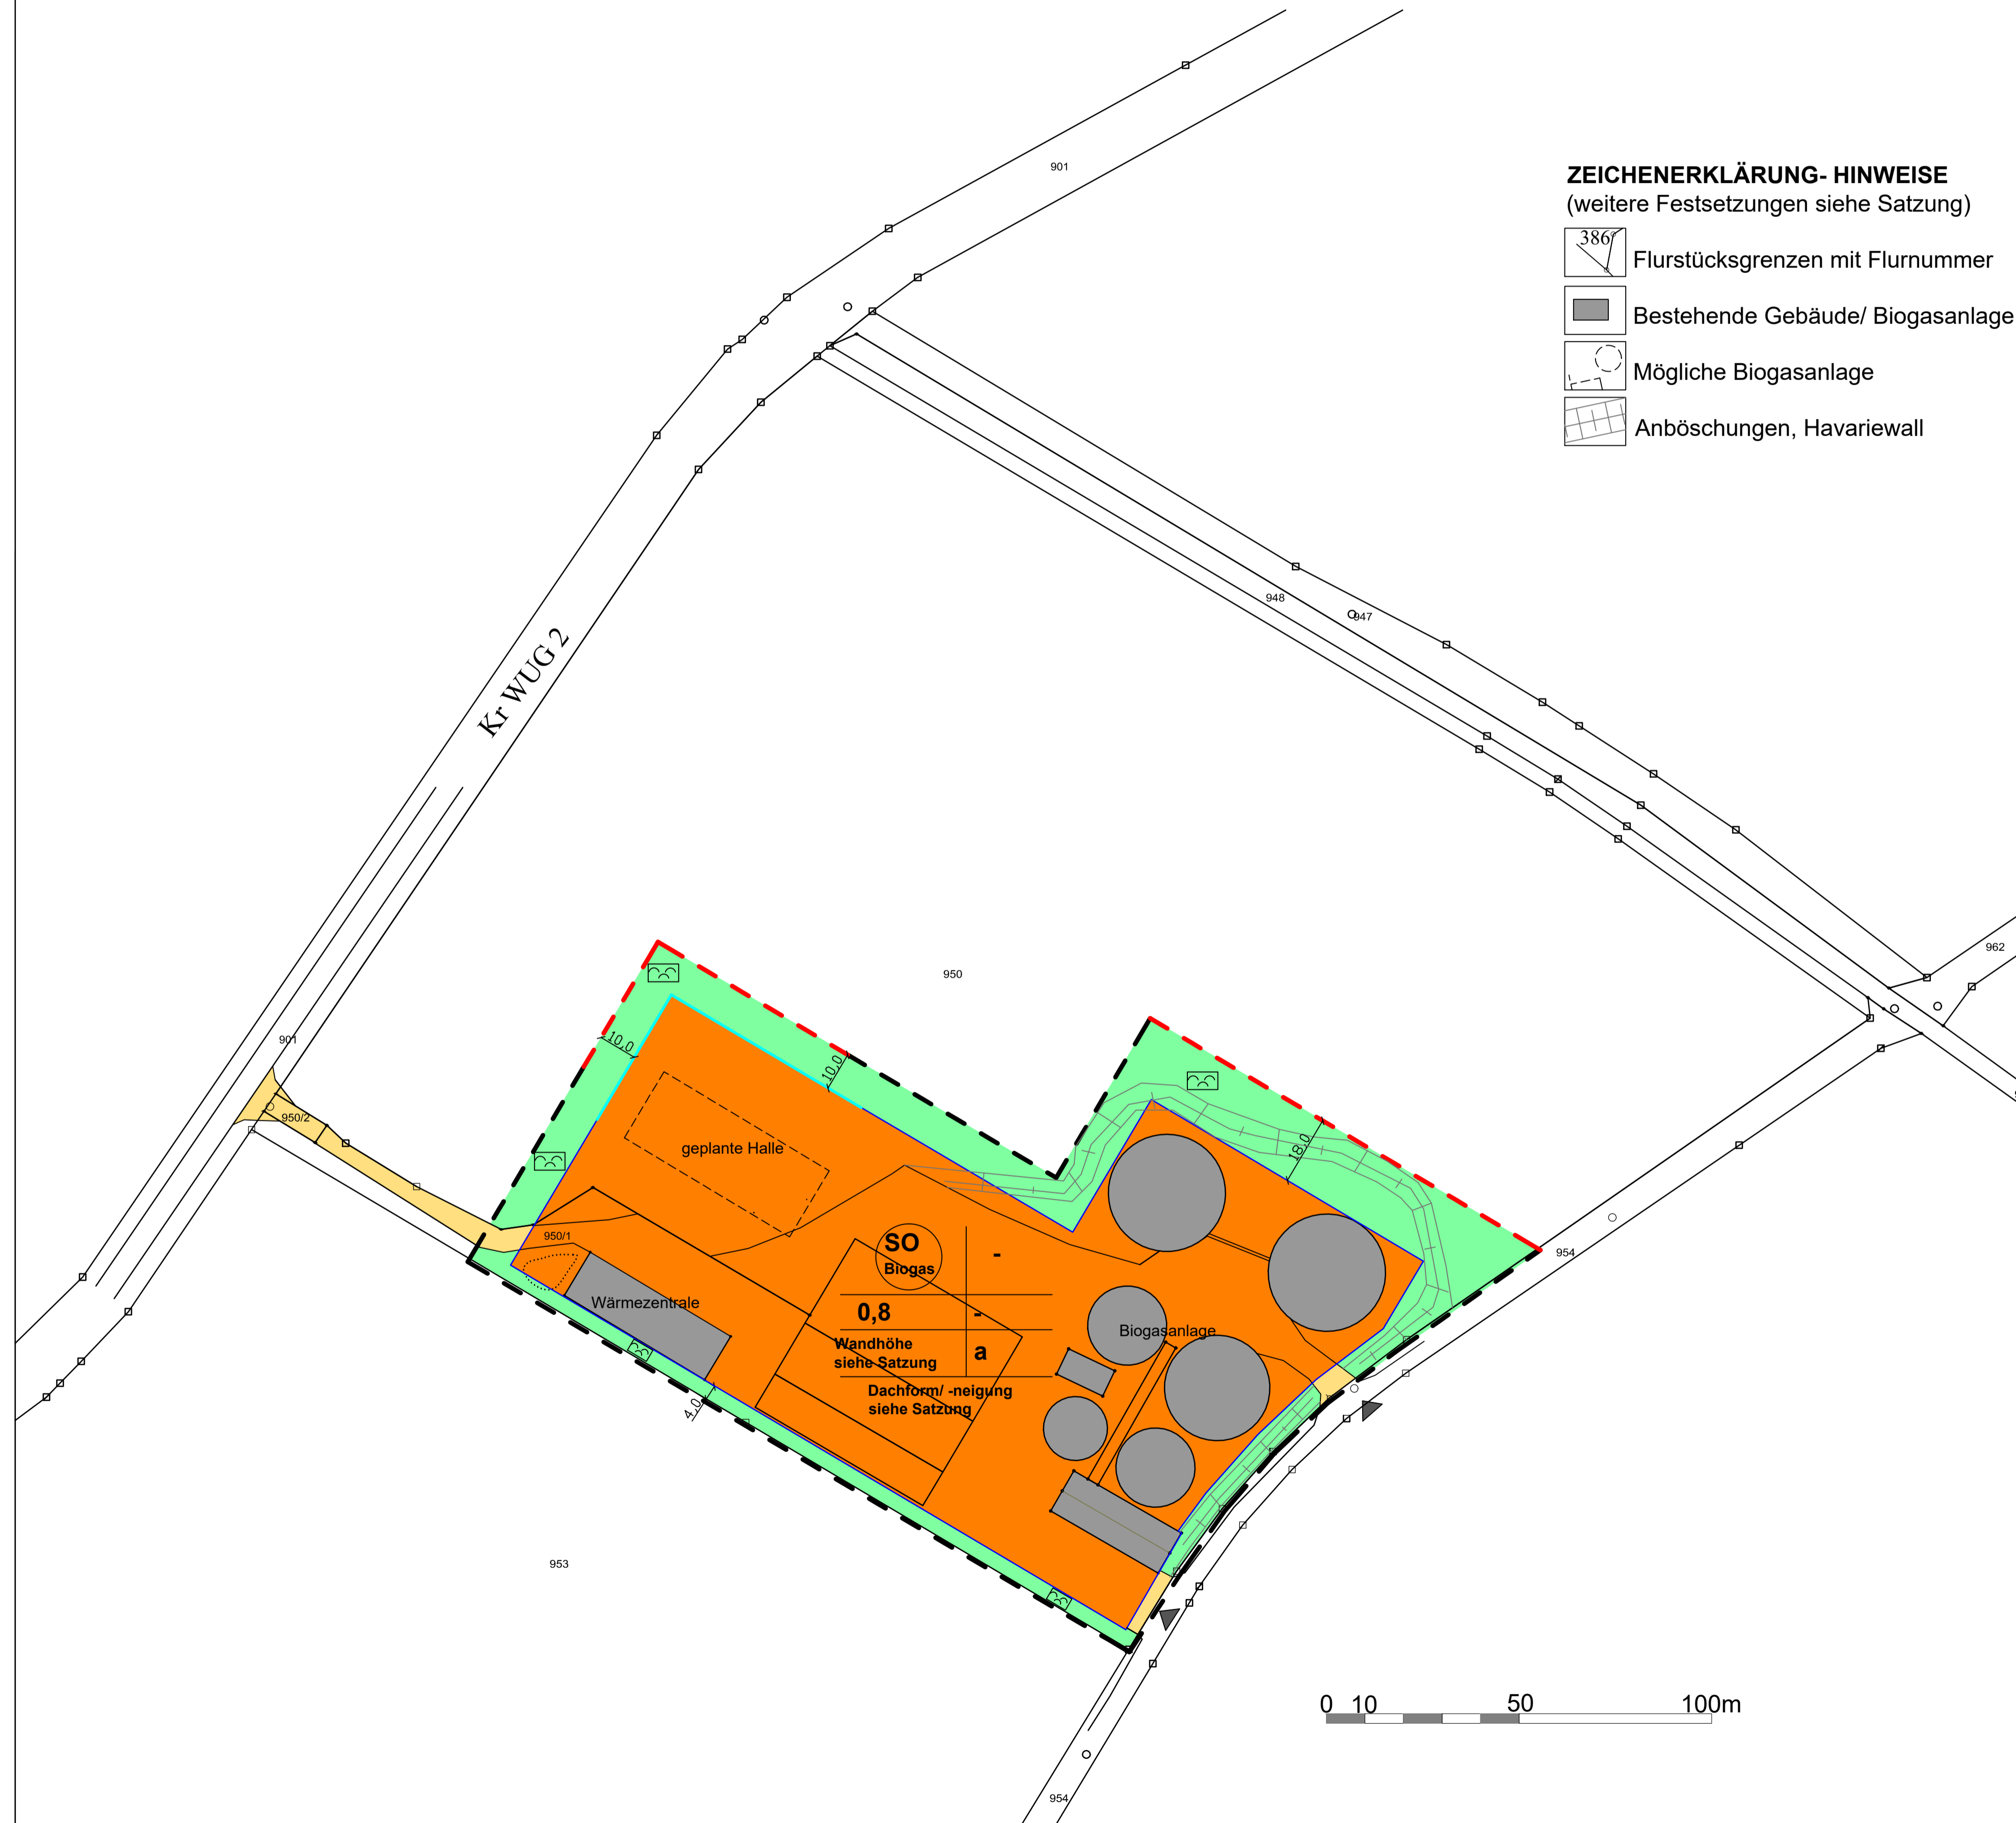 901
ZEICHENERKLÄRUNG- HINWEISE
(weitere Festsetzungen siehe Satzung)
386
Flurstücksgrenzen mit Flurnummer
Bestehende Gebäude/ Biogasanlage
Mögliche Biogasanlage
Anböschungen, Havariewall
948
947
Kr WUG 2
962
950
901
10,0
10,0
950/2
geplante Halle
18,0
950/1
SO
-
Biogas
954
Wärmezentrale
0,8
-
Biogasanlage
Wandhöhe
siehe Satzung
a
Dachform/ -neigung
siehe Satzung
4,0
953
0 10 50 100m
954